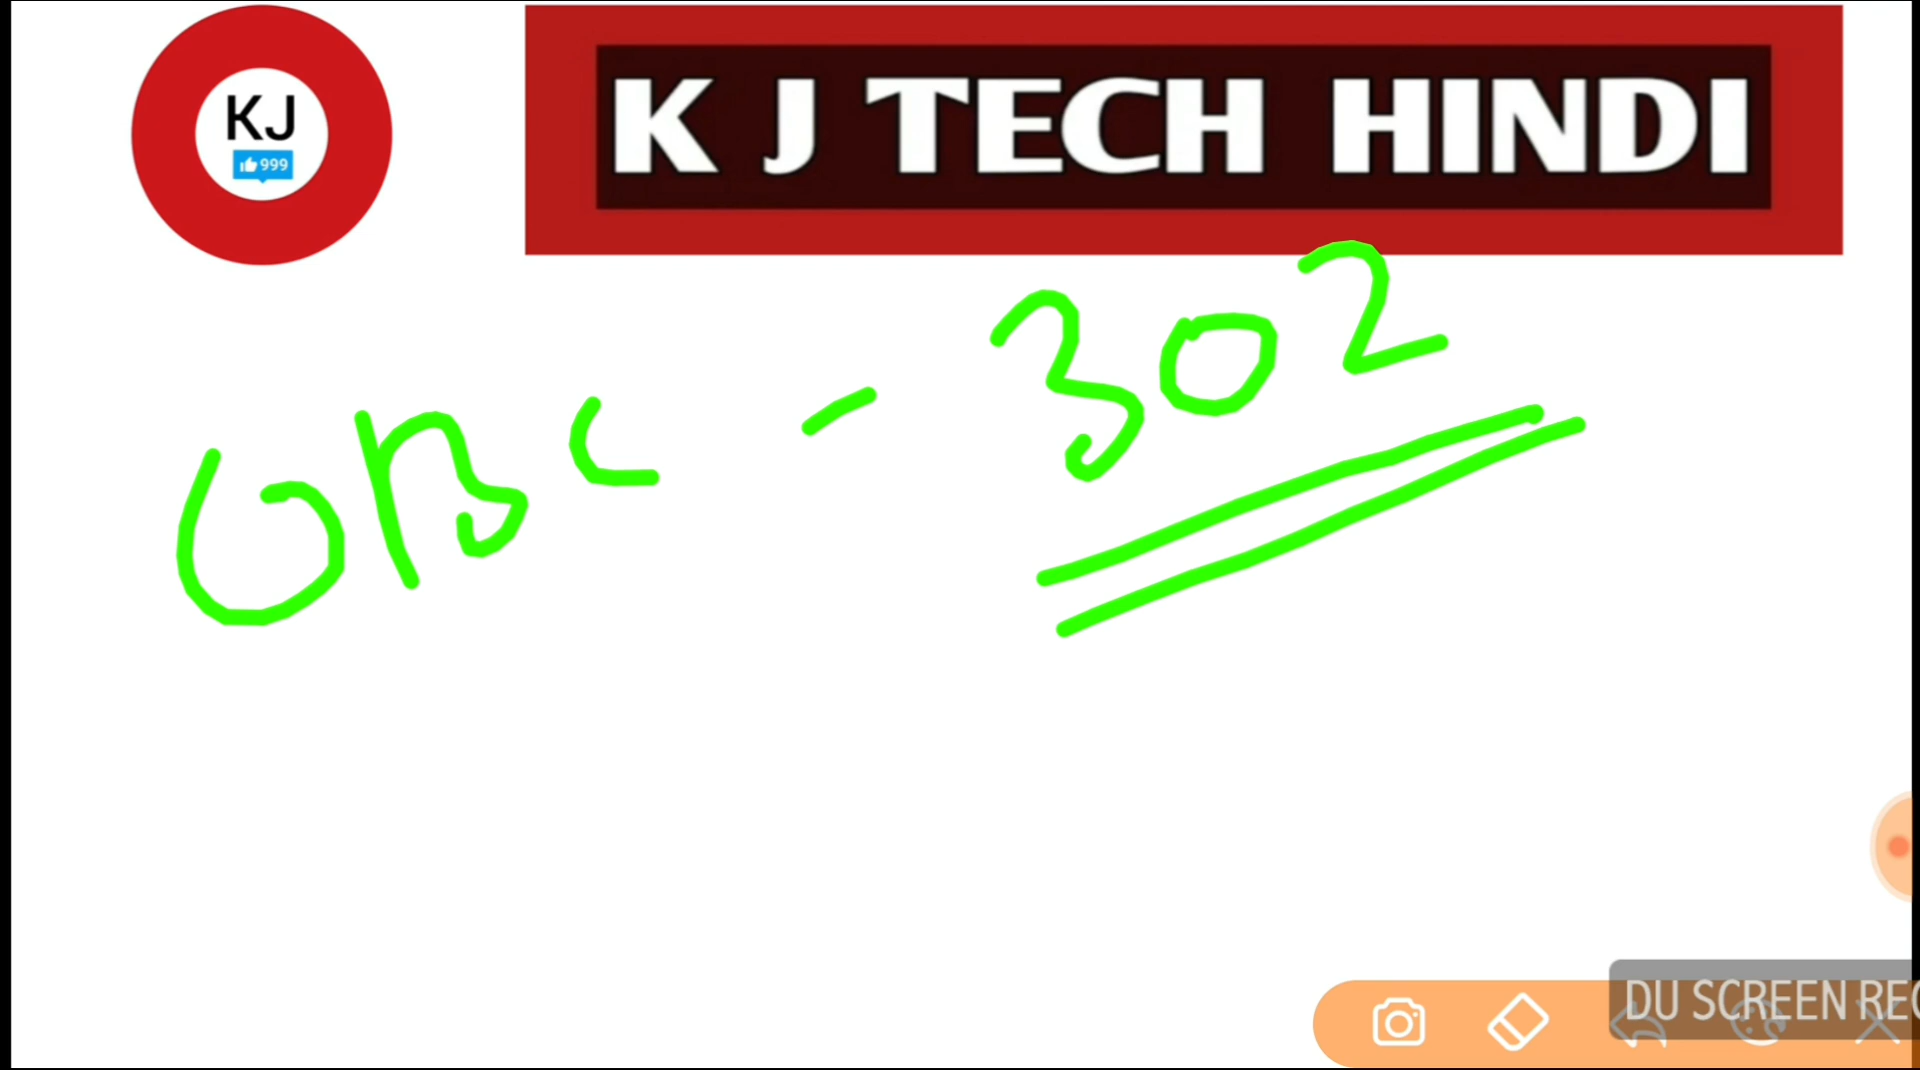 KJ
999
K J TECH HINDI
OBC - 302
DU SCREEN REC